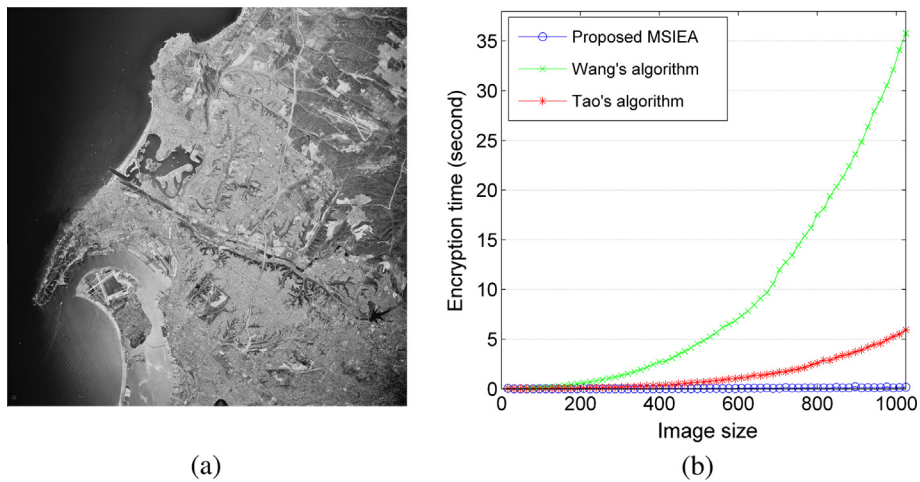 Proposed MSIEA
Wang's algorithm
Tao's algorithm
Encryption time (second)
35
30
25
20
15
10
5
0
0 200 400 600 800 1000
Image size
(a) (b)